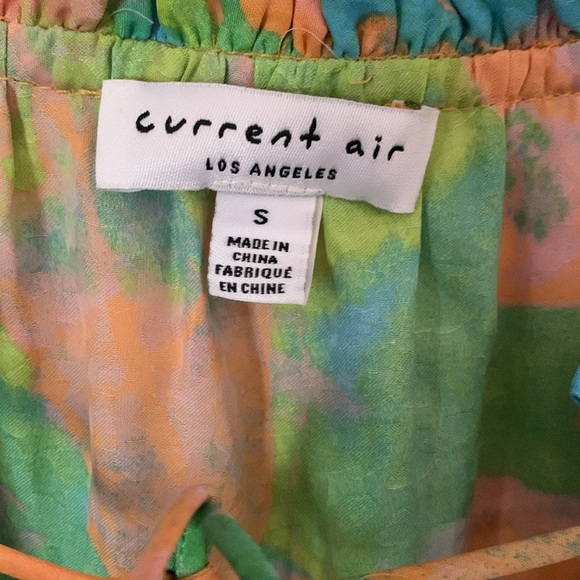 current air
LOS ANGELES
S
MADE IN
CHINA
FABRIQUÉ
EN CHINE